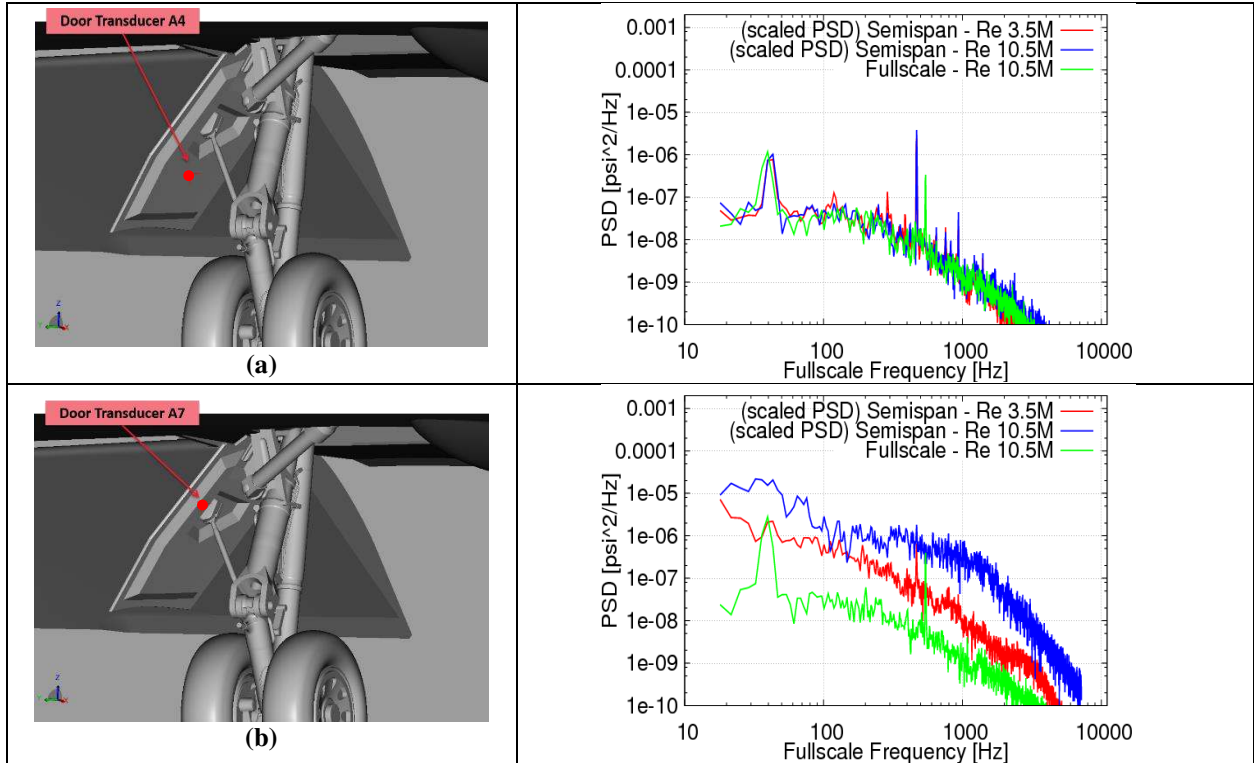 Door Transducer A4
(a)
0.001
0.0001
1e-05
1e-06
1e-07
1e-08
1e-09
1e-10
PSD [psi^2/Hz]
(scaled PSD) Semispan - Re 3.5M
(scaled PSD) Semispan - Re 10.5M
Fullscale - Re 10.5M
10 100 1000 10000
Fullscale Frequency [Hz]
Door Transducer A7
(b)
0.001
0.0001
1e-05
1e-06
1e-07
1e-08
1e-09
1e-10
PSD [psi^2/Hz]
(scaled PSD) Semispan - Re 3.5M
(scaled PSD) Semispan - Re 10.5M
Fullscale - Re 10.5M
10 100 1000 10000
Fullscale Frequency [Hz]